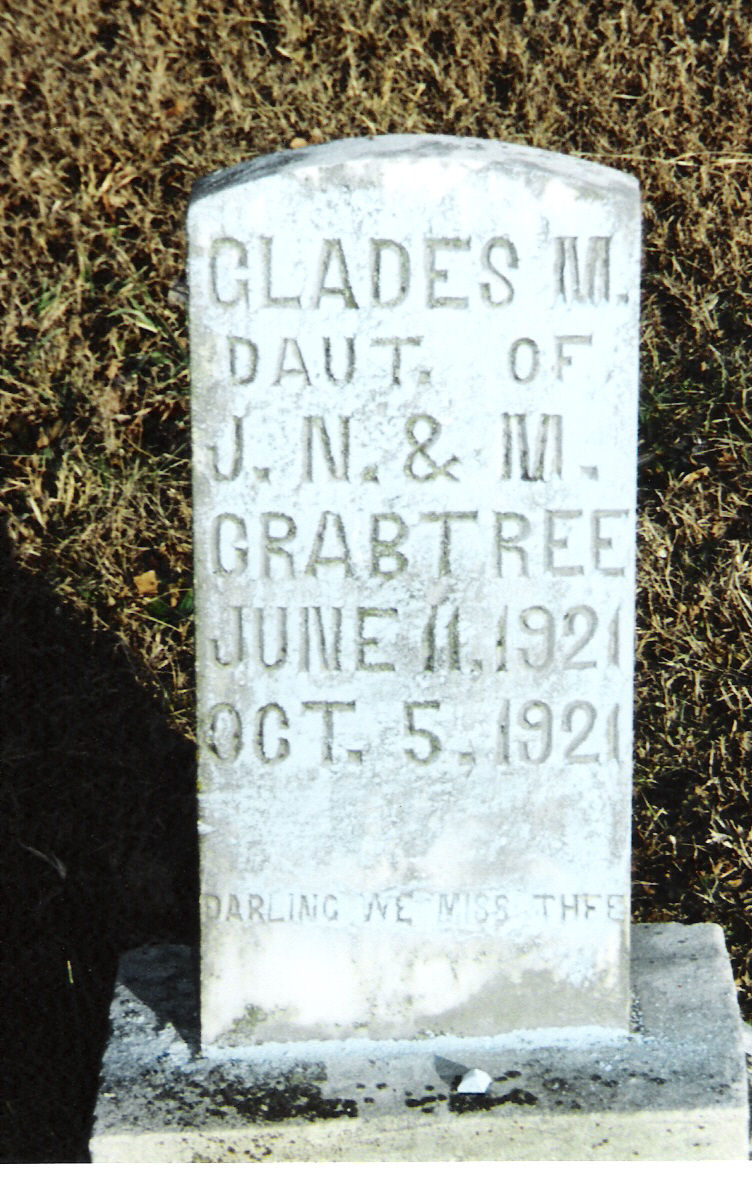 GLADES M.
DAUT. OF
J. N. & M.
CRABTREE
JUNE 11, 1921
OCT. 5, 1921
DARLING WE MISS THEE